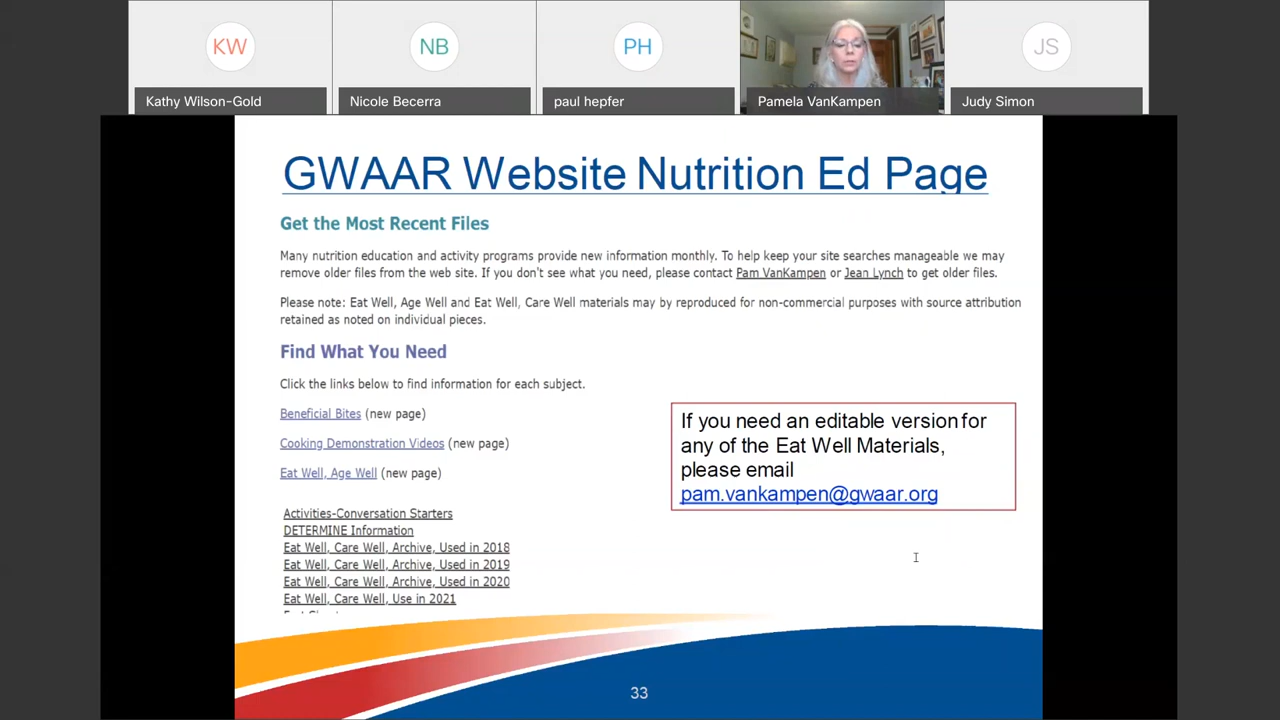 KW
NB
PH
JS
Kathy Wilson-Gold
Nicole Becerra
paul hepfer
Pamela VanKampen
Judy Simon
GWAAR Website Nutrition Ed Page
Get the Most Recent Files
Many nutrition education and activity programs provide new information monthly. To help keep your site searches manageable we may
remove older files from the web site. If you don't see what you need, please contact Pam VanKampen or Jean Lynch to get older files.
Please note: Eat Well, Age Well and Eat Well, Care Well materials may by reproduced for non-commercial purposes with source attribution
retained as noted on individual pieces.
Find What You Need
Click the links below to find information for each subject.
Beneficial Bites (new page)
Cooking Demonstration Videos (new page)
Eat Well, Age Well (new page)
If you need an editable version for
any of the Eat Well Materials,
please email
pam.vankampen@gwaar.org
Activities-Conversation Starters
DETERMINE Information
Eat Well, Care Well, Archive, Used in 2018
Eat Well, Care Well, Archive, Used in 2019
Eat Well, Care Well, Archive, Used in 2020
Eat Well, Care Well, Use in 2021
33